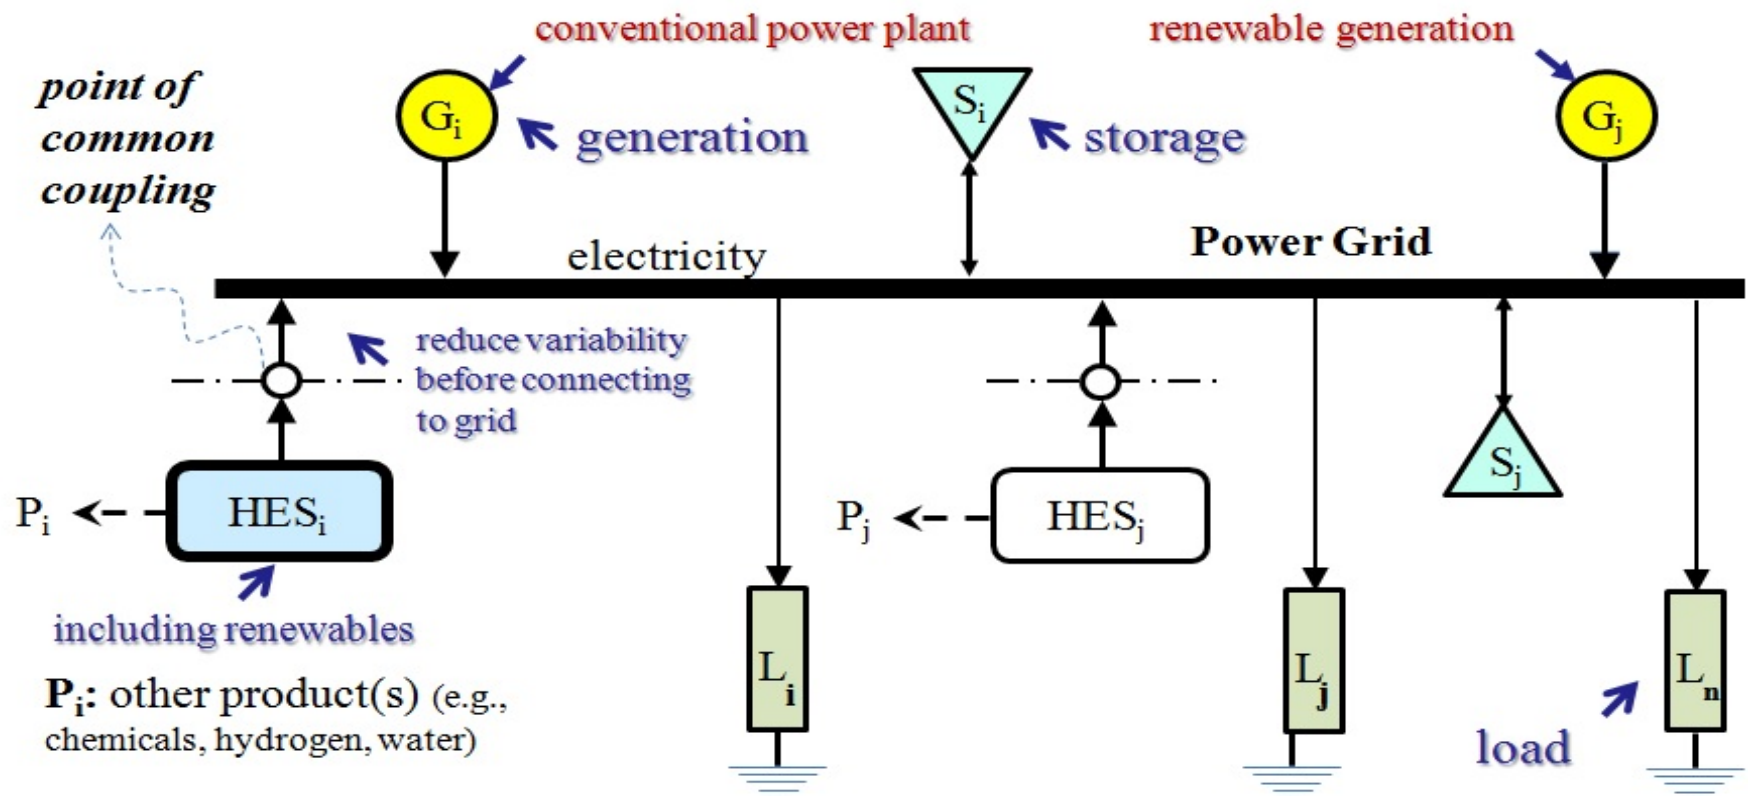 conventional power plant
renewable generation
point of
common
coupling
Gi
generation
Si
storage
Gj
electricity
Power Grid
reduce variability
before connecting
to grid
Pi
HESi
Pj
HESj
Sj
including renewables
Pi: other product(s) (e.g.,
chemicals, hydrogen, water)
Li
Lj
Ln
load